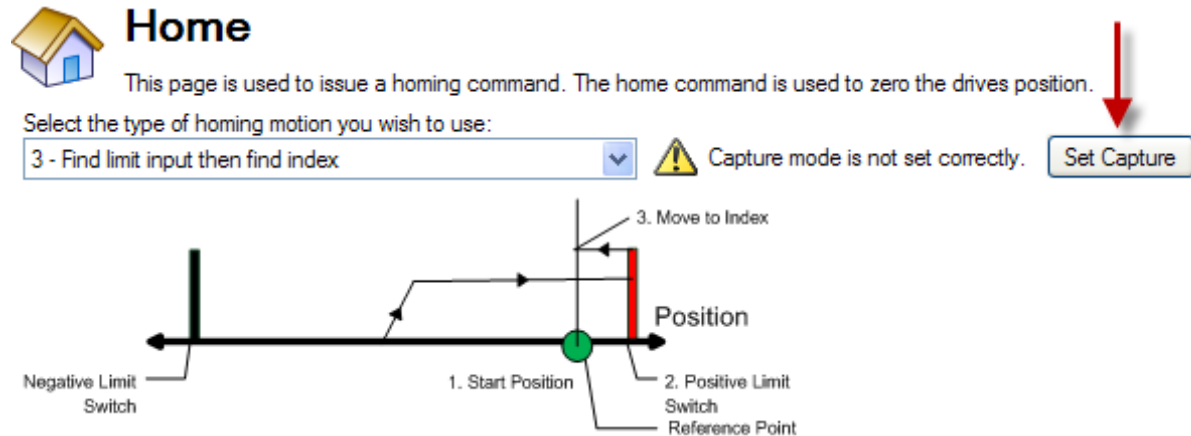 Home
This page is used to issue a homing command. The home command is used to zero the drives position.
Select the type of homing motion you wish to use:
3 - Find limit input then find index
Capture mode is not set correctly.
Set Capture
3. Move to Index
Position
Negative Limit
Switch
1. Start Position
2. Positive Limit
Switch
Reference Point